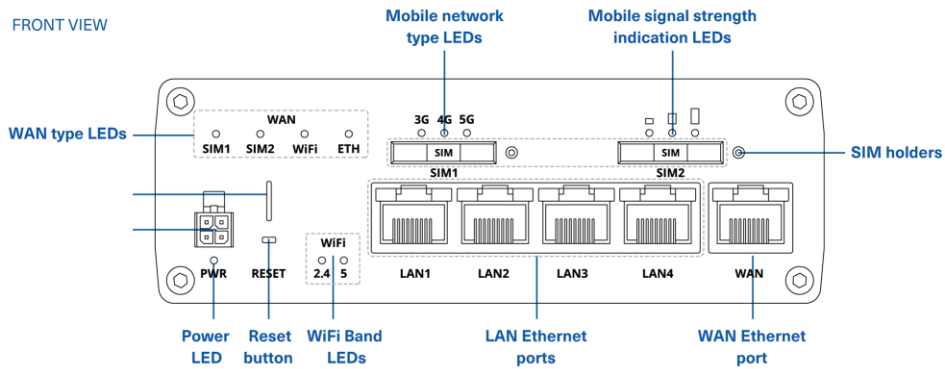 FRONT VIEW
Mobile network
type LEDs
Mobile signal strength
indication LEDs
WAN type LEDs
WAN
SIM1 SIM2 WiFi ETH
3G 4G 5G
SIM
SIM1
SIM
SIM2
SIM holders
PWR
RESET
WiFi
2.4 5
LAN1 LAN2 LAN3 LAN4 WAN
Power
LED
Reset
button
WiFi Band
LEDs
LAN Ethernet
ports
WAN Ethernet
port